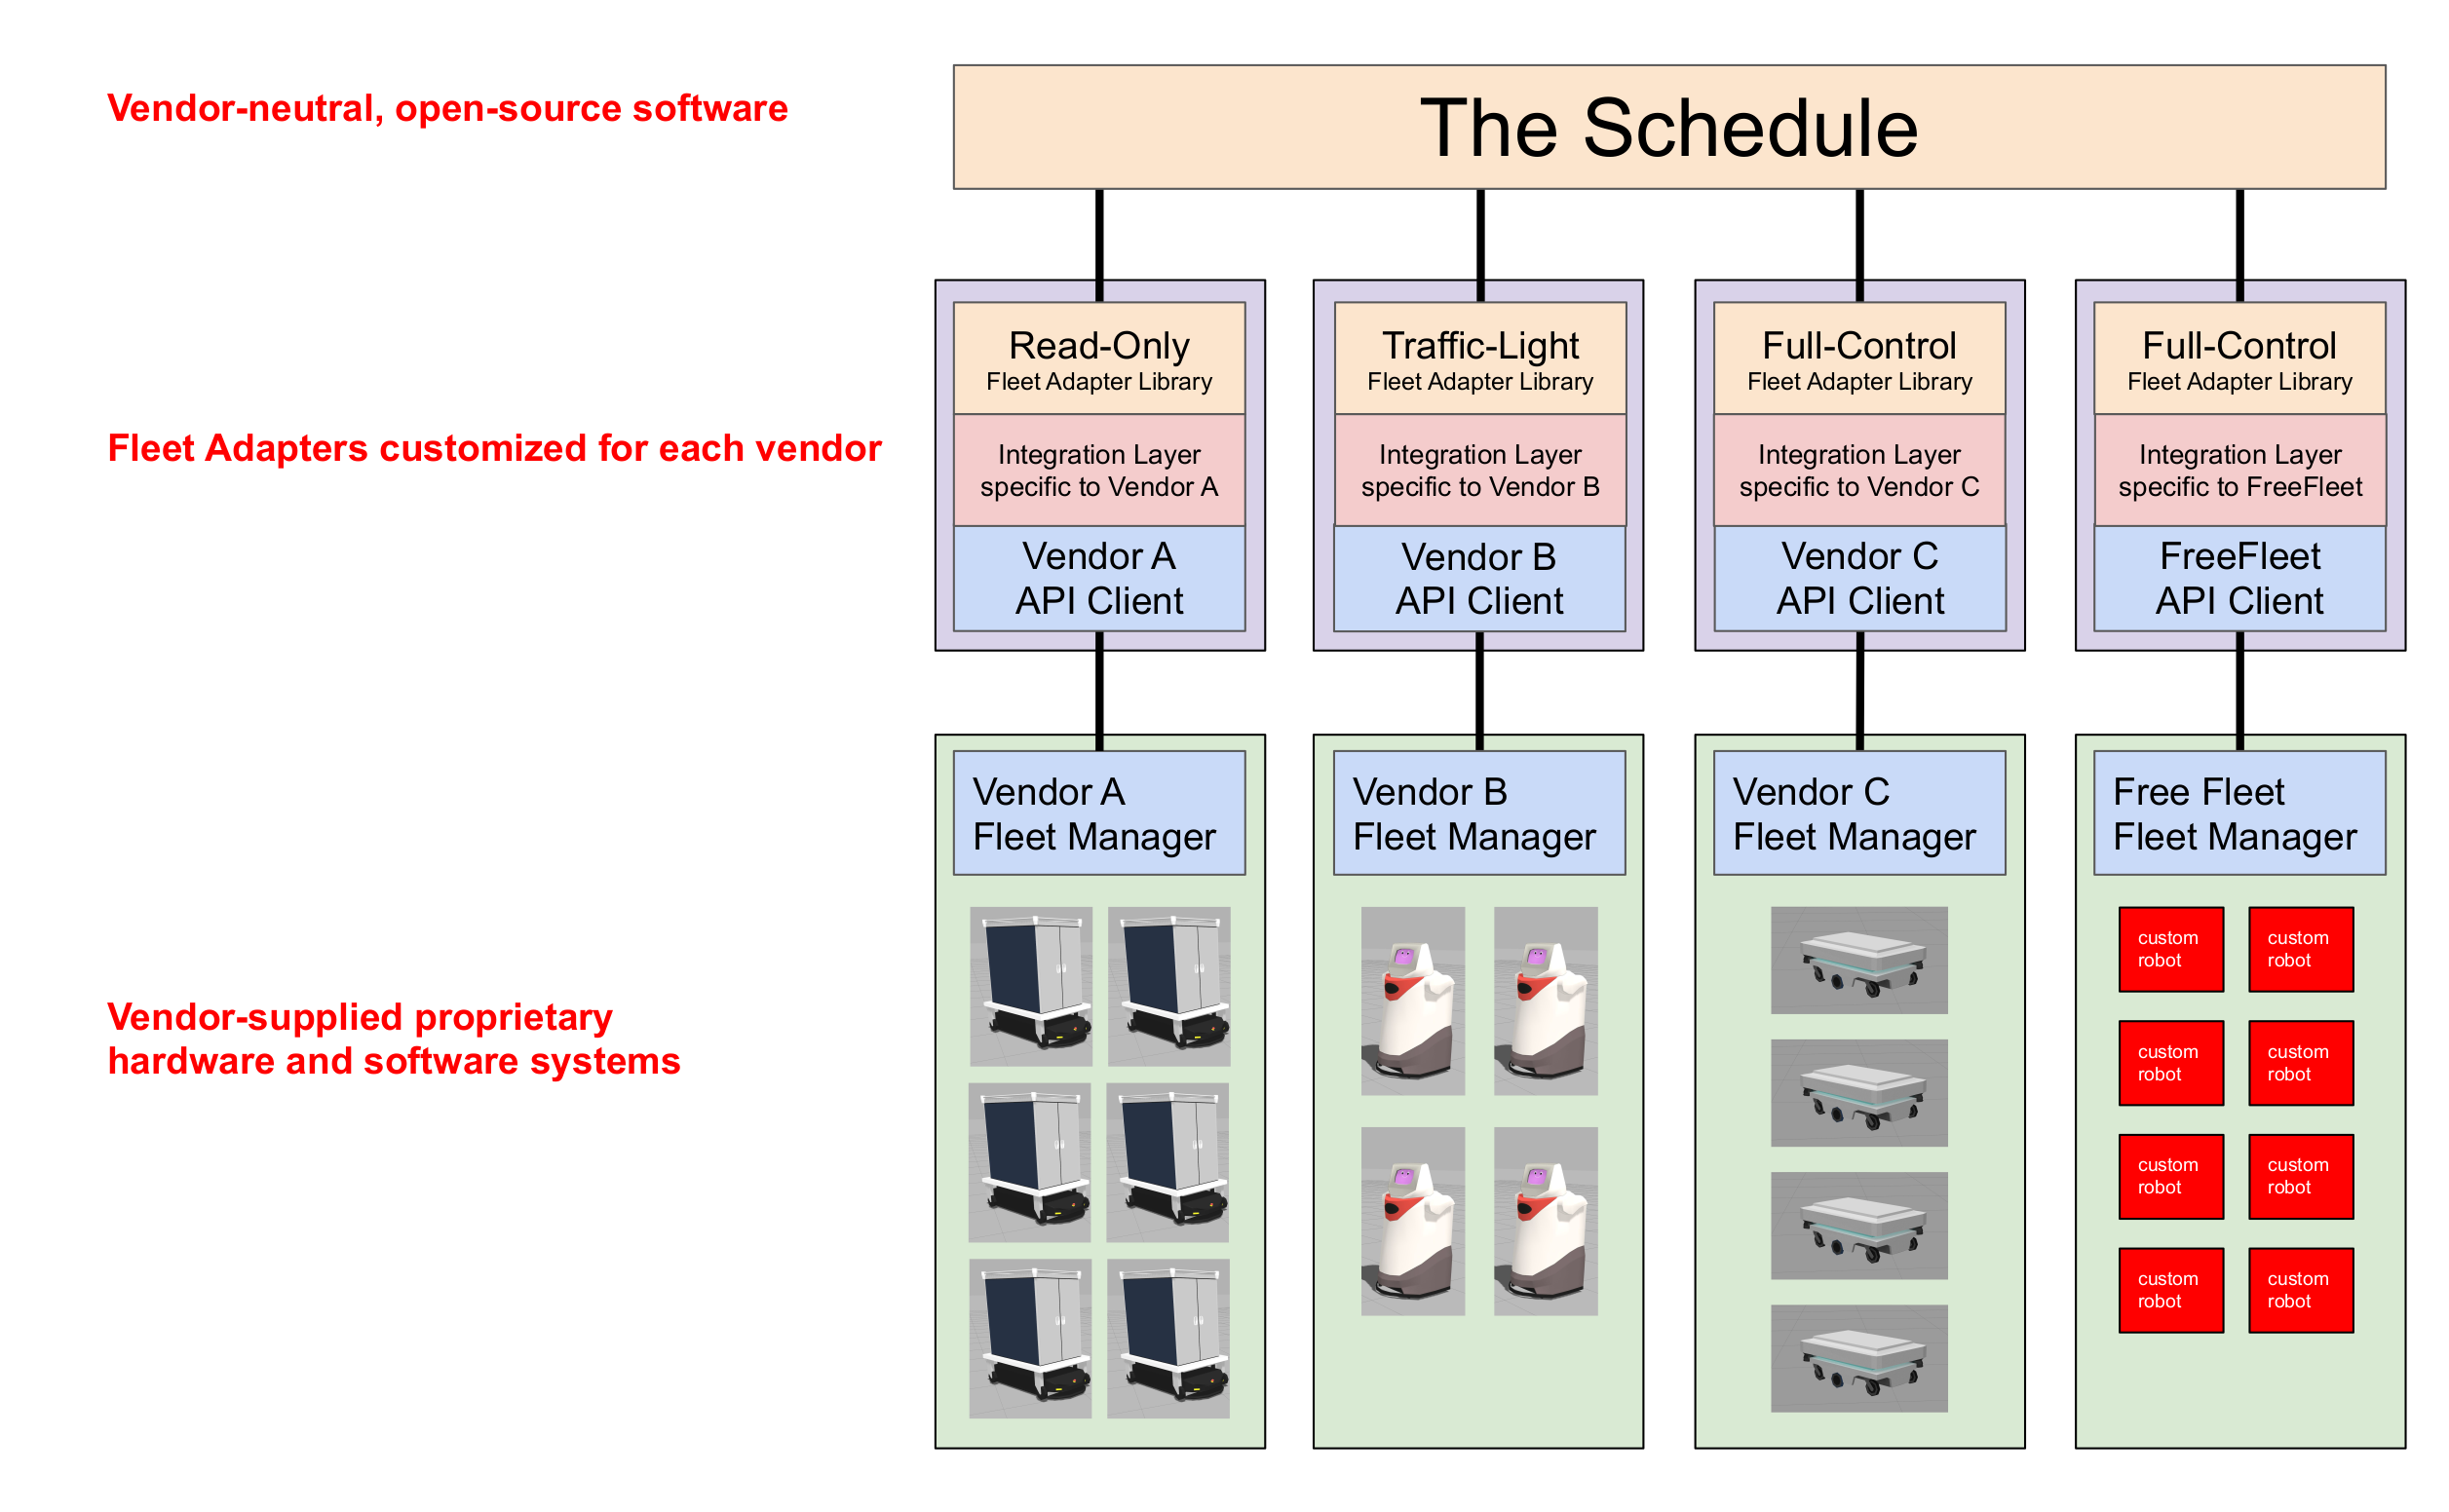 Vendor-neutral, open-source software
The Schedule
Fleet Adapters customized for each vendor
Read-Only
Fleet Adapter Library
Integration Layer
specific to Vendor A
Vendor A
API Client
Traffic-Light
Fleet Adapter Library
Integration Layer
specific to Vendor B
Vendor B
API Client
Full-Control
Fleet Adapter Library
Integration Layer
specific to Vendor C
Vendor C
API Client
Full-Control
Fleet Adapter Library
Integration Layer
specific to FreeFleet
FreeFleet
API Client
Vendor-supplied proprietary
hardware and software systems
Vendor A
Fleet Manager
Vendor B
Fleet Manager
Vendor C
Fleet Manager
Free Fleet
Fleet Manager
custom
robot
custom
robot
custom
robot
custom
robot
custom
robot
custom
robot
custom
robot
custom
robot